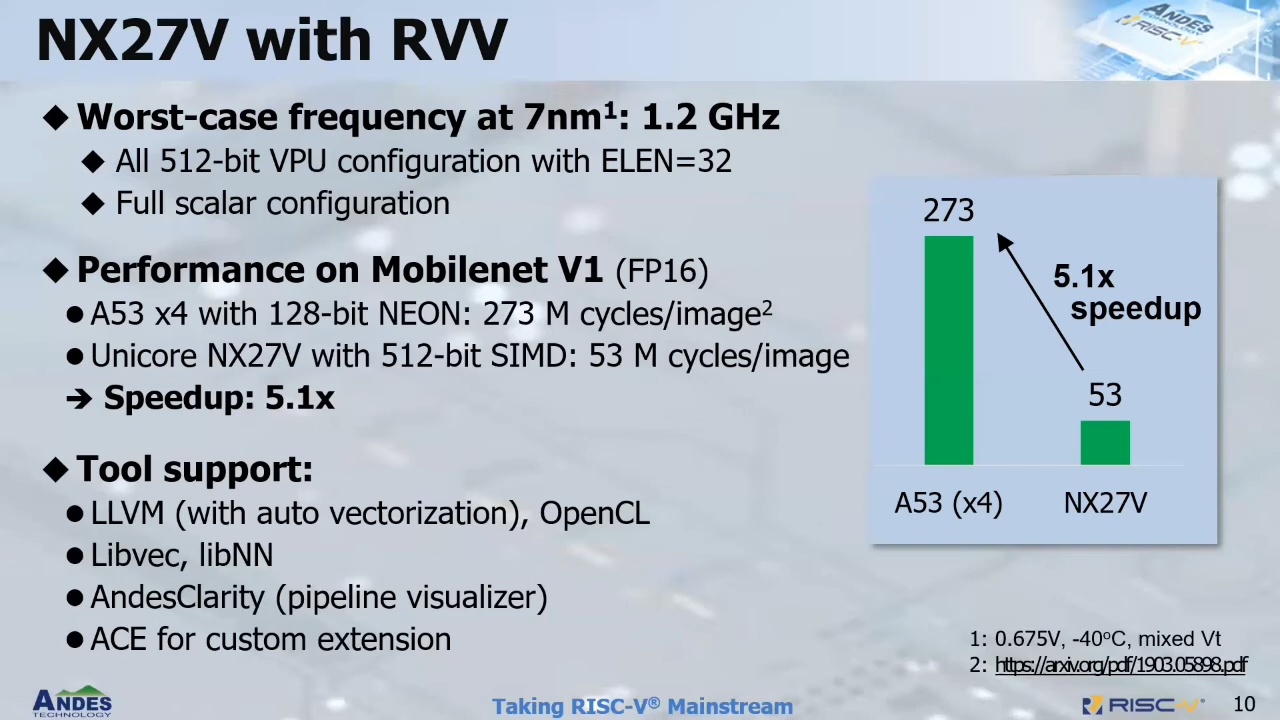 NX27V with RVV
ANDES
TECHNOLOGY
RISC-V
Worst-case frequency at 7nm¹: 1.2 GHz
All 512-bit VPU configuration with ELEN=32
Full scalar configuration
Performance on Mobilenet V1 (FP16)
A53 x4 with 128-bit NEON: 273 M cycles/image²
Unicore NX27V with 512-bit SIMD: 53 M cycles/image
➔ Speedup: 5.1x
Tool support:
LLVM (with auto vectorization), OpenCL
Libvec, libNN
AndesClarity (pipeline visualizer)
ACE for custom extension
273
5.1x
speedup
53
A53 (x4) NX27V
1: 0.675V, -40ºC, mixed Vt
2: https://arxiv.org/pdf/1903.05898.pdf
ANDES
TECHNOLOGY
Taking RISC-V® Mainstream
RISC-V®
10